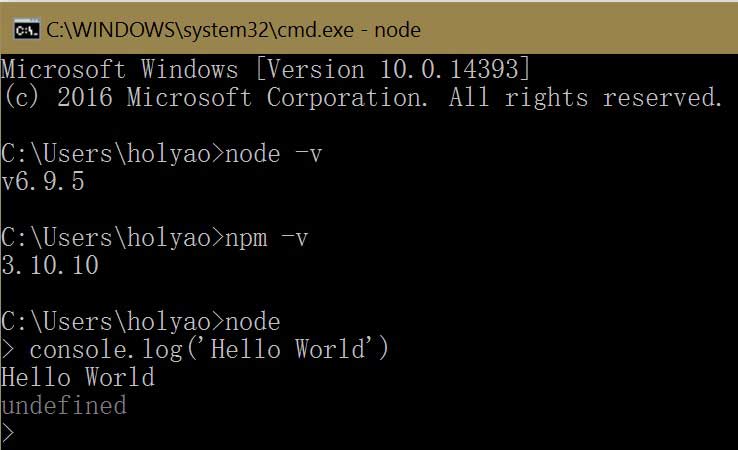 C:\WINDOWS\system32\cmd.exe - node
Microsoft Windows [Version 10.0.14393]
(c) 2016 Microsoft Corporation. All rights reserved.
C:\Users\holyao>node -v
v6.9.5
C:\Users\holyao>npm -v
3.10.10
C:\Users\holyao>node
> console.log('Hello World')
Hello World
undefined
>